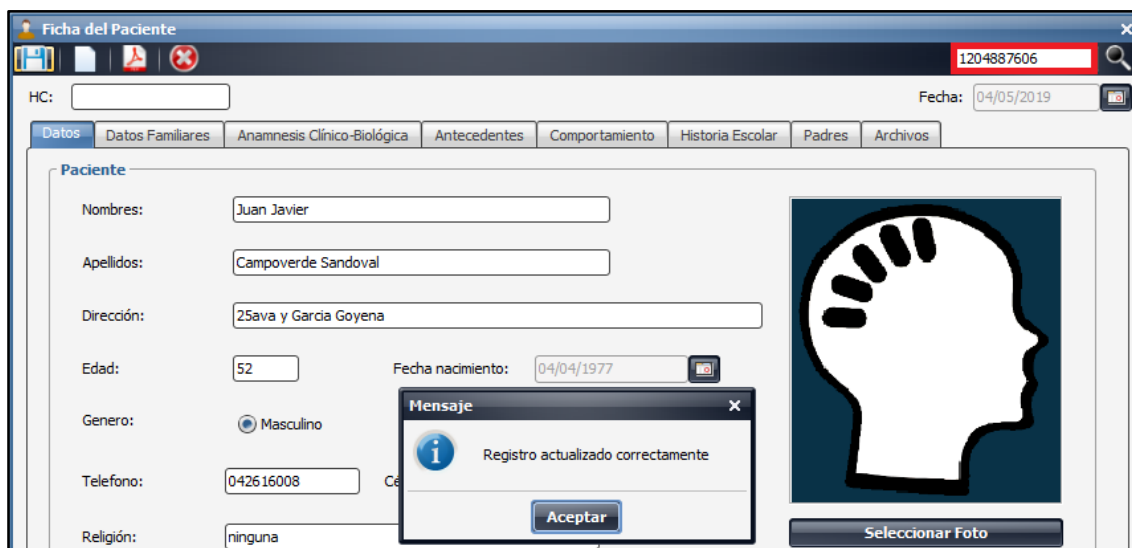 Ficha del Paciente
1204887606
HC: Fecha: 04/05/2019
Datos Datos Familiares Anamnesis Clínico-Biológica Antecedentes Comportamiento Historia Escolar Padres Archivos
Paciente
Nombres: Juan Javier
Apellidos: Campoverde Sandoval
Dirección: 25ava y Garcia Goyena
Edad: 52 Fecha nacimiento: 04/04/1977
Genero: Masculino
Mensaje
Registro actualizado correctamente
Aceptar
Telefono: 042616008 Cé
Religión: ninguna
Seleccionar Foto